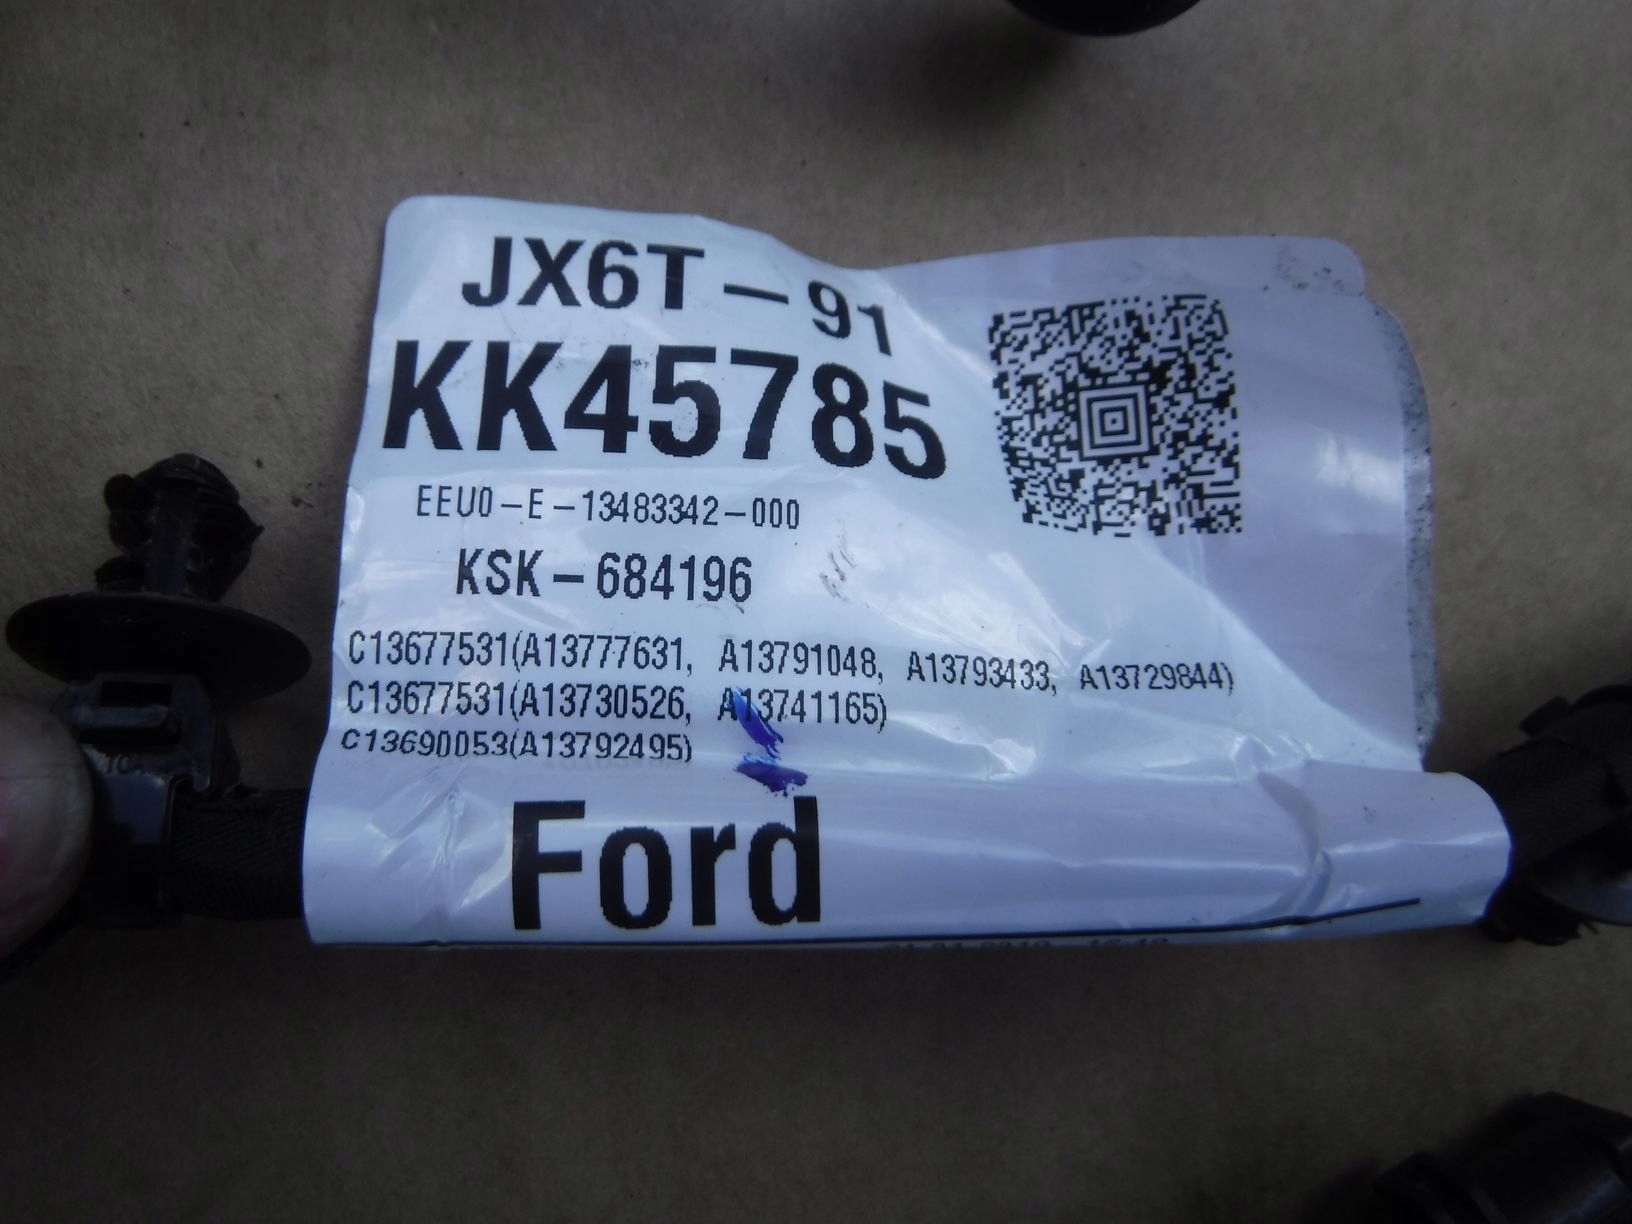 JX6T-91
KK45785
EEU0-E-13483342-000
KSK-684196
C13677531(A13777631, A13791048, A13793433, A13729844)
C13677531(A13730526, A13741165)
C13690053(A13792495)
Ford